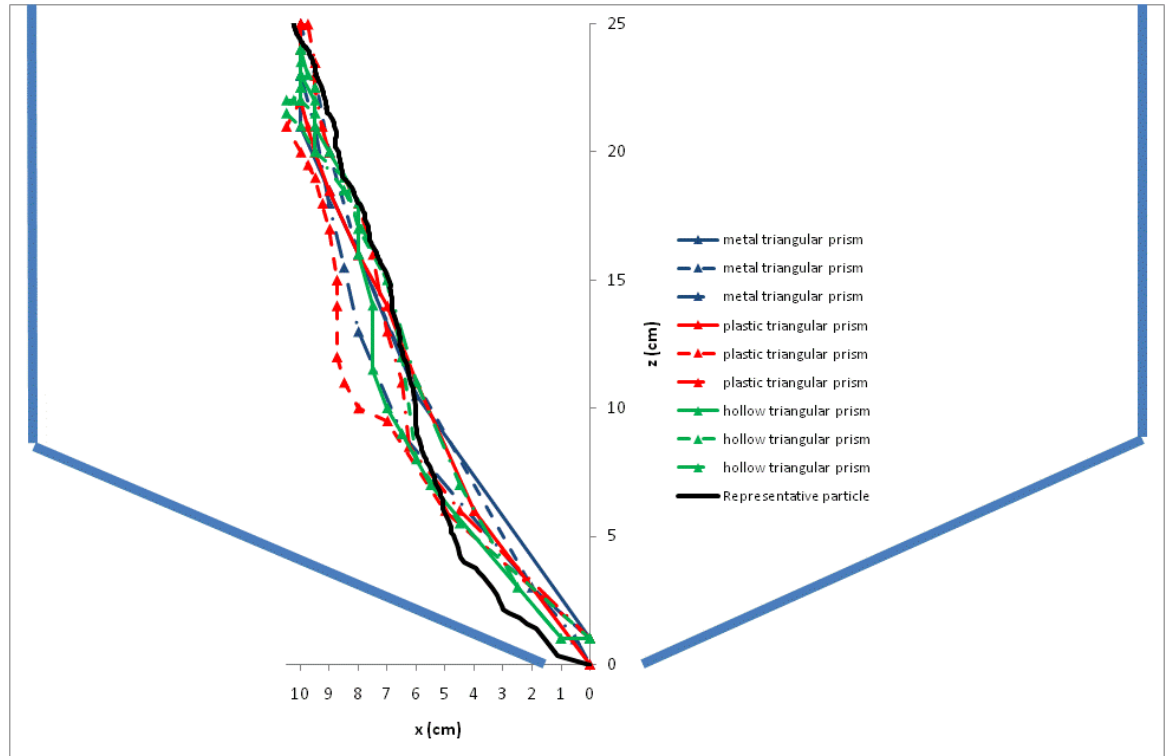 25
20
15
10
5
0
z (cm)
metal triangular prism
metal triangular prism
metal triangular prism
plastic triangular prism
plastic triangular prism
plastic triangular prism
hollow triangular prism
hollow triangular prism
hollow triangular prism
Representative particle
10 9 8 7 6 5 4 3 2 1 0
x (cm)